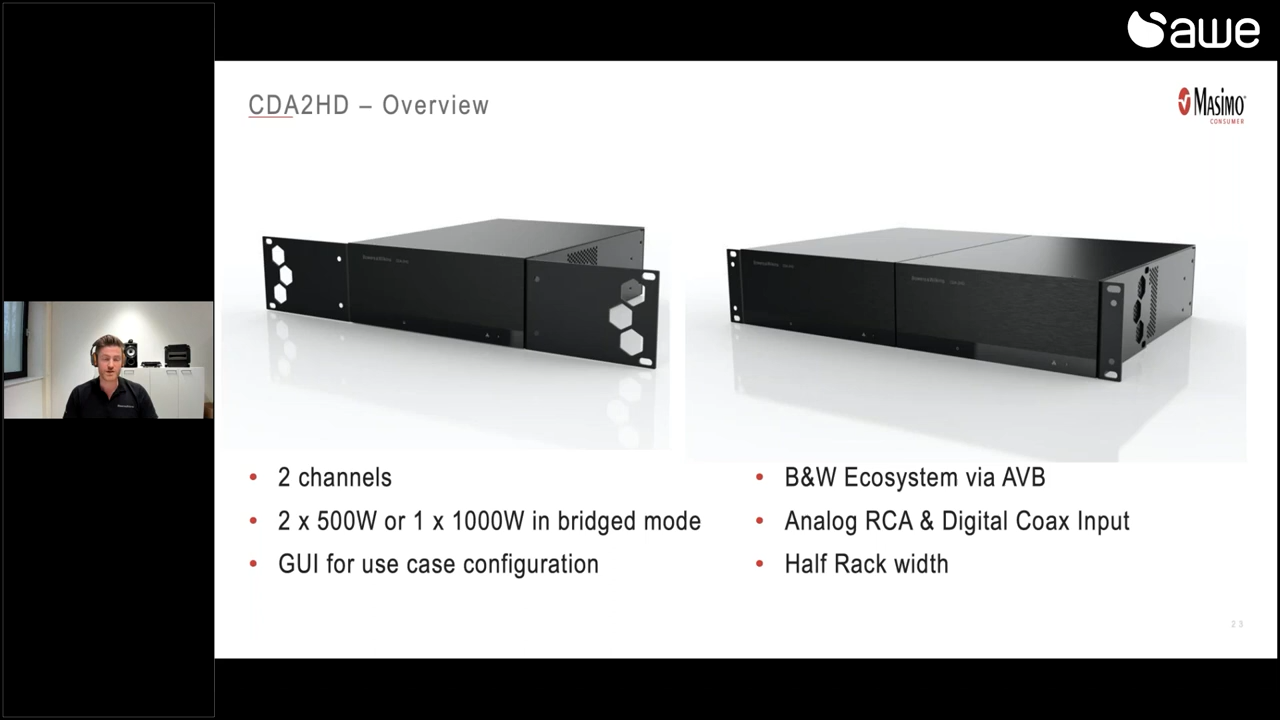 awe
CDA2HD – Overview
MASIMO
CONSUMER
• 2 channels
• 2 x 500W or 1 x 1000W in bridged mode
• GUI for use case configuration
• B&W Ecosystem via AVB
• Analog RCA & Digital Coax Input
• Half Rack width
23